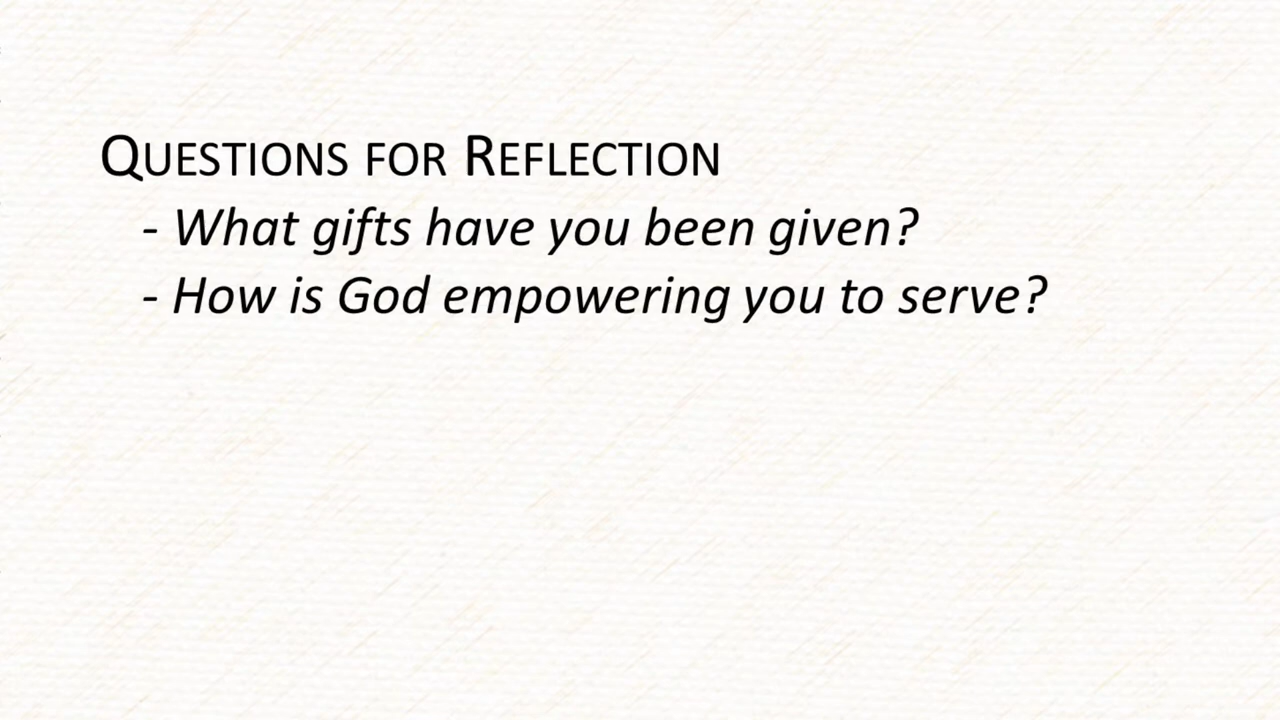 Questions for Reflection
- What gifts have you been given?
- How is God empowering you to serve?